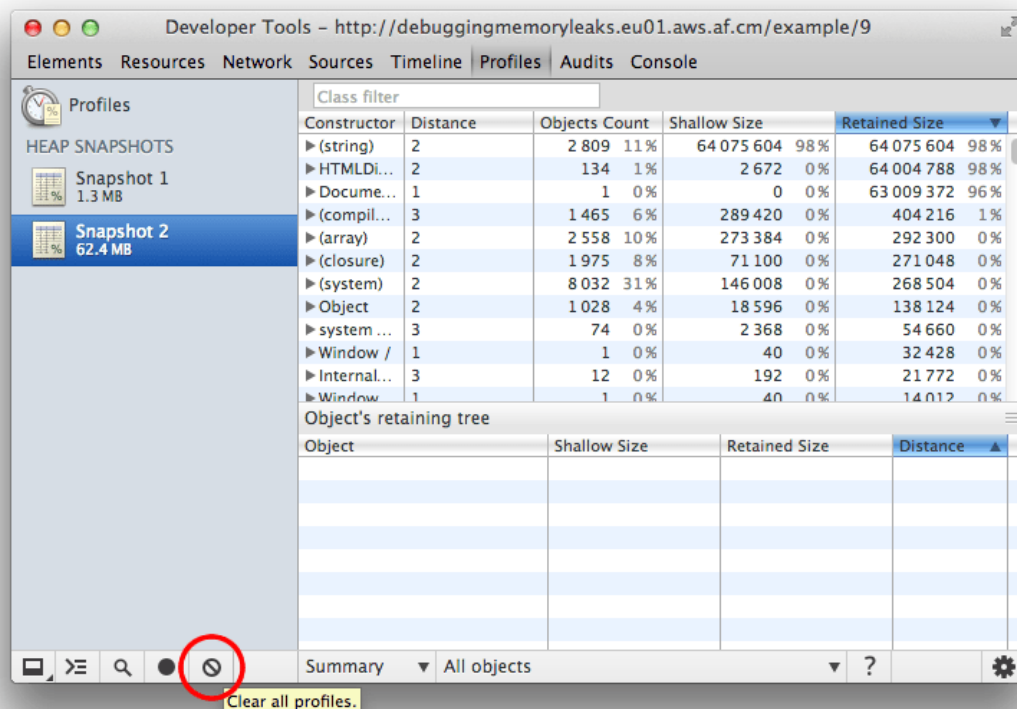 Developer Tools – http://debuggingmemoryleaks.eu01.aws.af.cm/example/9
Elements Resources Network Sources Timeline Profiles Audits Console
Profiles
HEAP SNAPSHOTS
Snapshot 1
1.3 MB
Snapshot 2
62.4 MB
Class filter
Constructor Distance Objects Count Shallow Size Retained Size
(string) 2 2 809 11% 64 075 604 98% 64 075 604 98%
HTMLDi... 2 134 1% 2 672 0% 64 004 788 98%
Docume... 1 1 0% 0 0% 63 009 372 96%
(compil... 3 1 465 6% 289 420 0% 404 216 1%
(array) 2 2 558 10% 273 384 0% 292 300 0%
(closure) 2 1 975 8% 71 100 0% 271 048 0%
(system) 2 8 032 31% 146 008 0% 268 504 0%
Object 2 1 028 4% 18 596 0% 138 124 0%
system ... 3 74 0% 2 368 0% 54 660 0%
Window / 1 1 0% 40 0% 32 428 0%
Internal... 3 12 0% 192 0% 21 772 0%
Window 1 1 0% 40 0% 14 012 0%
Object's retaining tree
Object Shallow Size Retained Size Distance
Summary All objects ?
Clear all profiles.